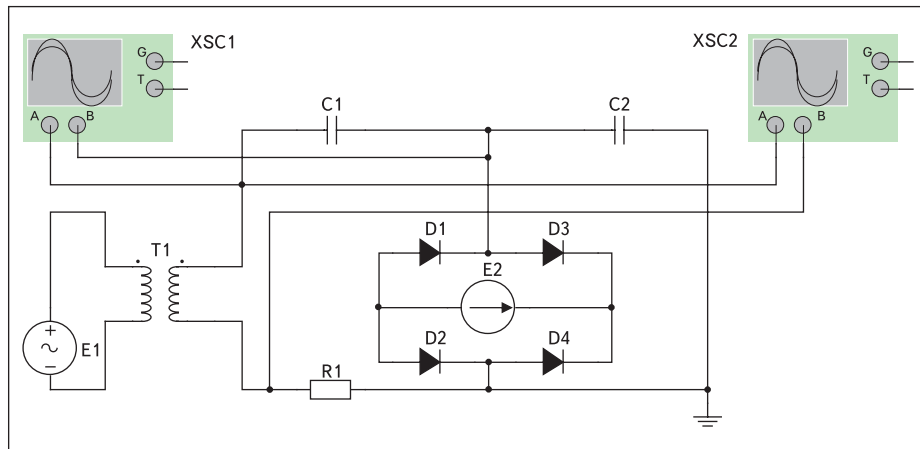 XSC1
G
T
A
B
XSC2
G
T
A
B
C1
C2
T1
D1
D3
E2
+
−
E1
D2
D4
R1